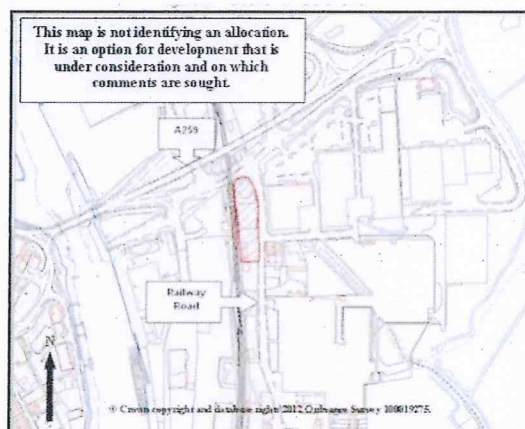 This map is not identifying an allocation.
It is an option for development that is
under consideration and on which
comments are sought.
A259
Railway
Road
N
© Crown copyright and database rights 2012 Ordnance Survey 100019275.